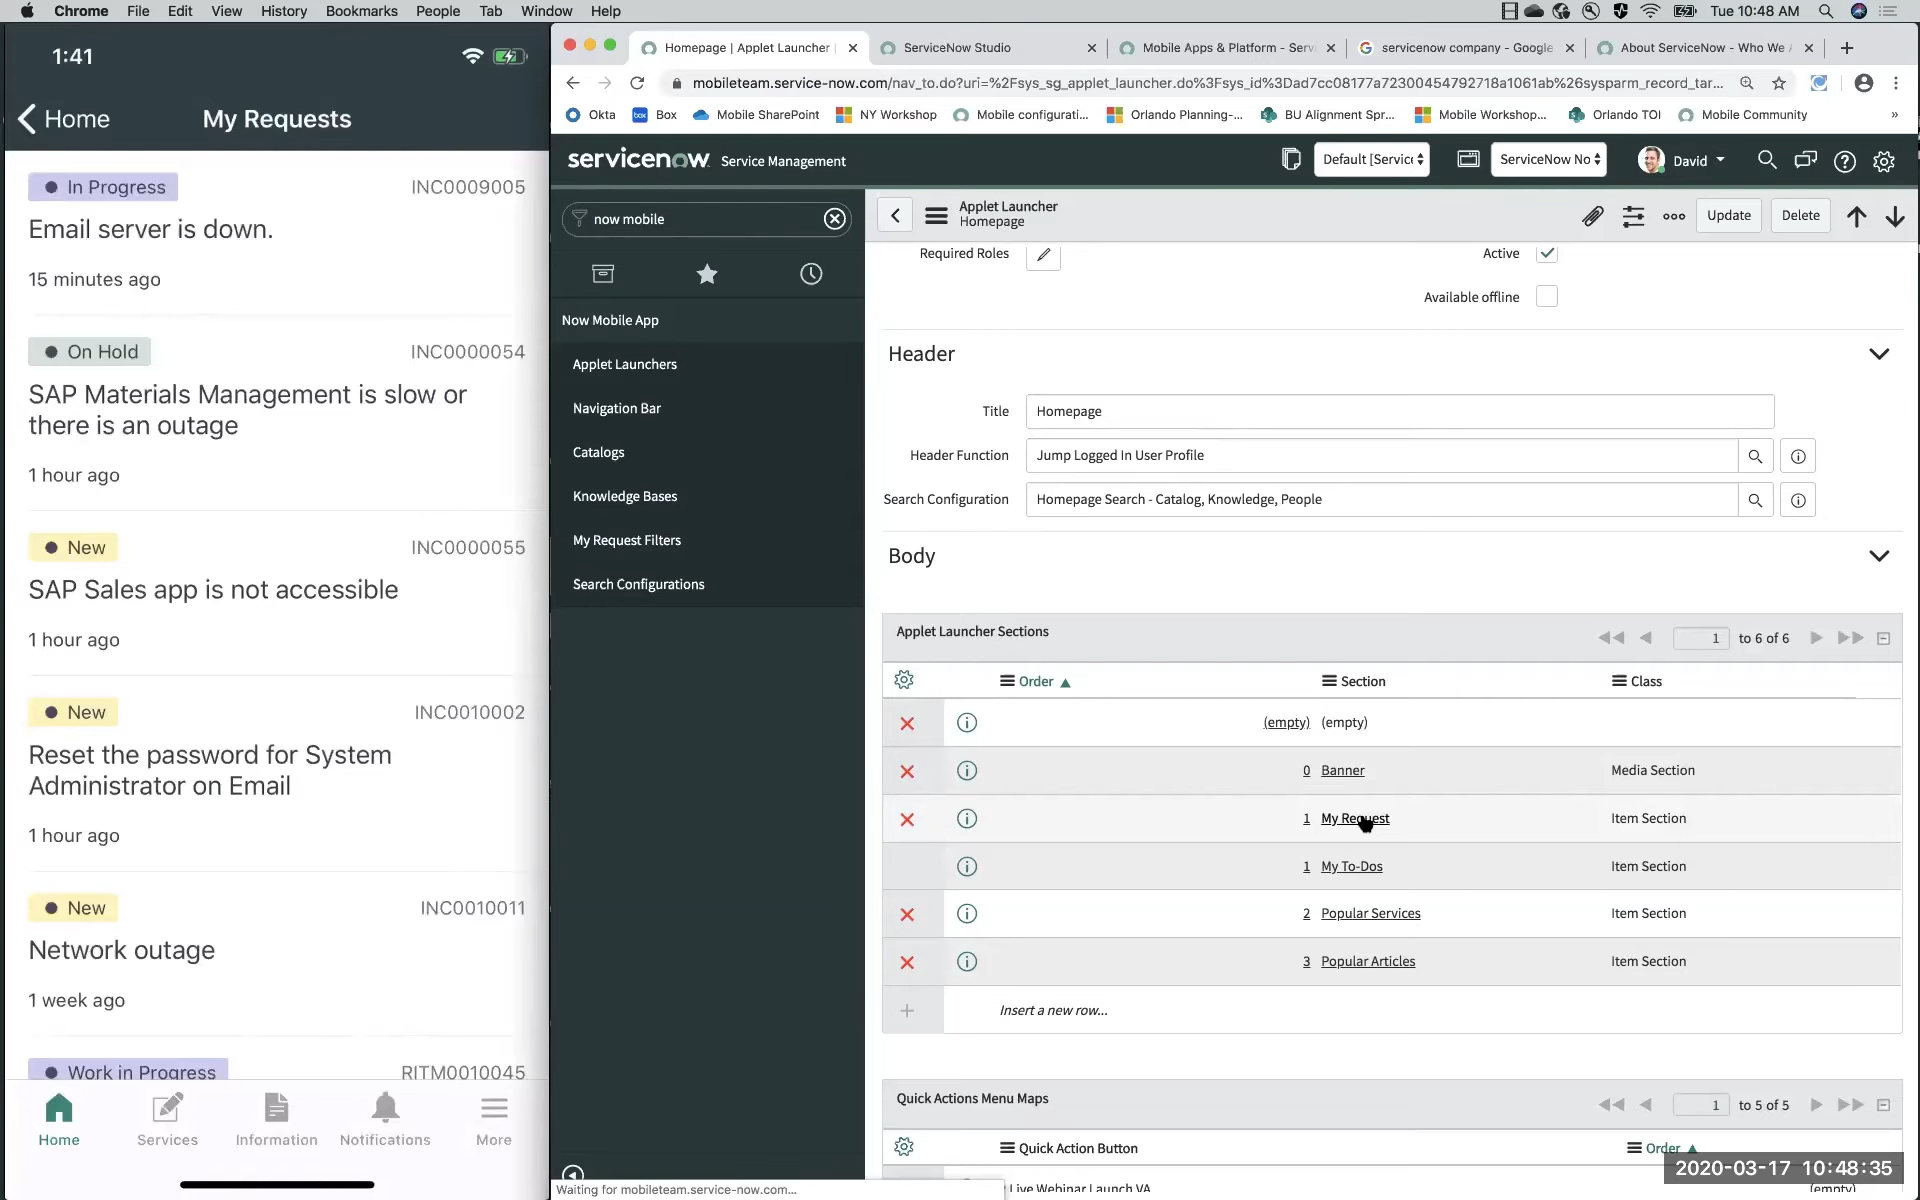 Chrome File Edit View History Bookmarks People Tab Window Help
Tue 10:48 AM
1:41
Home
My Requests
In Progress
INC0009005
Email server is down.
15 minutes ago
On Hold
INC0000054
SAP Materials Management is slow or
there is an outage
1 hour ago
New
INC0000055
SAP Sales app is not accessible
1 hour ago
New
INC0010002
Reset the password for System
Administrator on Email
1 hour ago
New
INC0010011
Network outage
1 week ago
Work in Progress
RITM0010045
Home
Services
Information
Notifications
More
Homepage | Applet Launcher
ServiceNow Studio
Mobile Apps & Platform - Serv
servicenow company - Google
About ServiceNow - Who We A
mobileteam.service-now.com/nav_to.do?uri=%2Fsys_sg_applet_launcher.do%3Fsys_id%3Dad7cc08177a72300454792718a1061ab%26sysparm_record_tar...
Okta
box
Box
Mobile SharePoint
NY Workshop
Mobile configurati...
Orlando Planning-...
BU Alignment Spr...
Mobile Workshop...
Orlando TOI
Mobile Community
»
servicenow Service Management
Default [Servic
ServiceNow No
David
now mobile
Now Mobile App
Applet Launchers
Navigation Bar
Catalogs
Knowledge Bases
My Request Filters
Search Configurations
Applet Launcher
Homepage
Update
Delete
Required Roles
Active
Available offline
Header
Title
Homepage
Header Function
Jump Logged In User Profile
Search Configuration
Homepage Search - Catalog, Knowledge, People
Body
Applet Launcher Sections
1 to 6 of 6
Order
Section
Class
(empty) (empty)
0 Banner Media Section
1 My Request Item Section
1 My To-Dos Item Section
2 Popular Services Item Section
3 Popular Articles Item Section
Insert a new row...
Quick Actions Menu Maps
1 to 5 of 5
Quick Action Button
Order
Live Webinar Launch VA
(empty)
2020-03-17 10:48:35
Waiting for mobileteam.service-now.com...